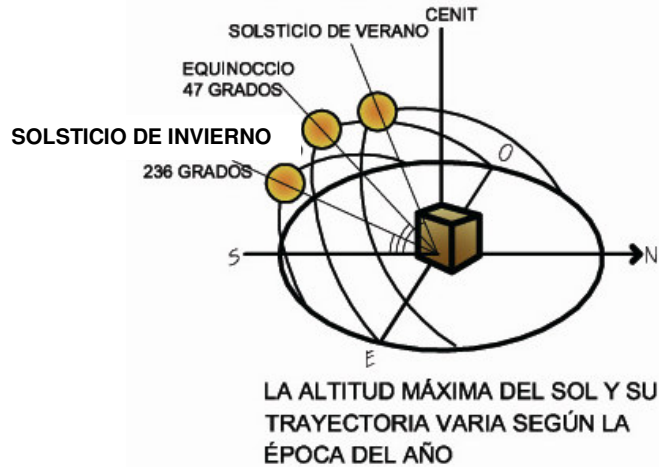 CENIT
SOLSTICIO DE VERANO
EQUINOCCIO
47 GRADOS
SOLSTICIO DE INVIERNO
236 GRADOS
O
S
N
E
LA ALTITUD MÁXIMA DEL SOL Y SU
TRAYECTORIA VARIA SEGÚN LA
ÉPOCA DEL AÑO